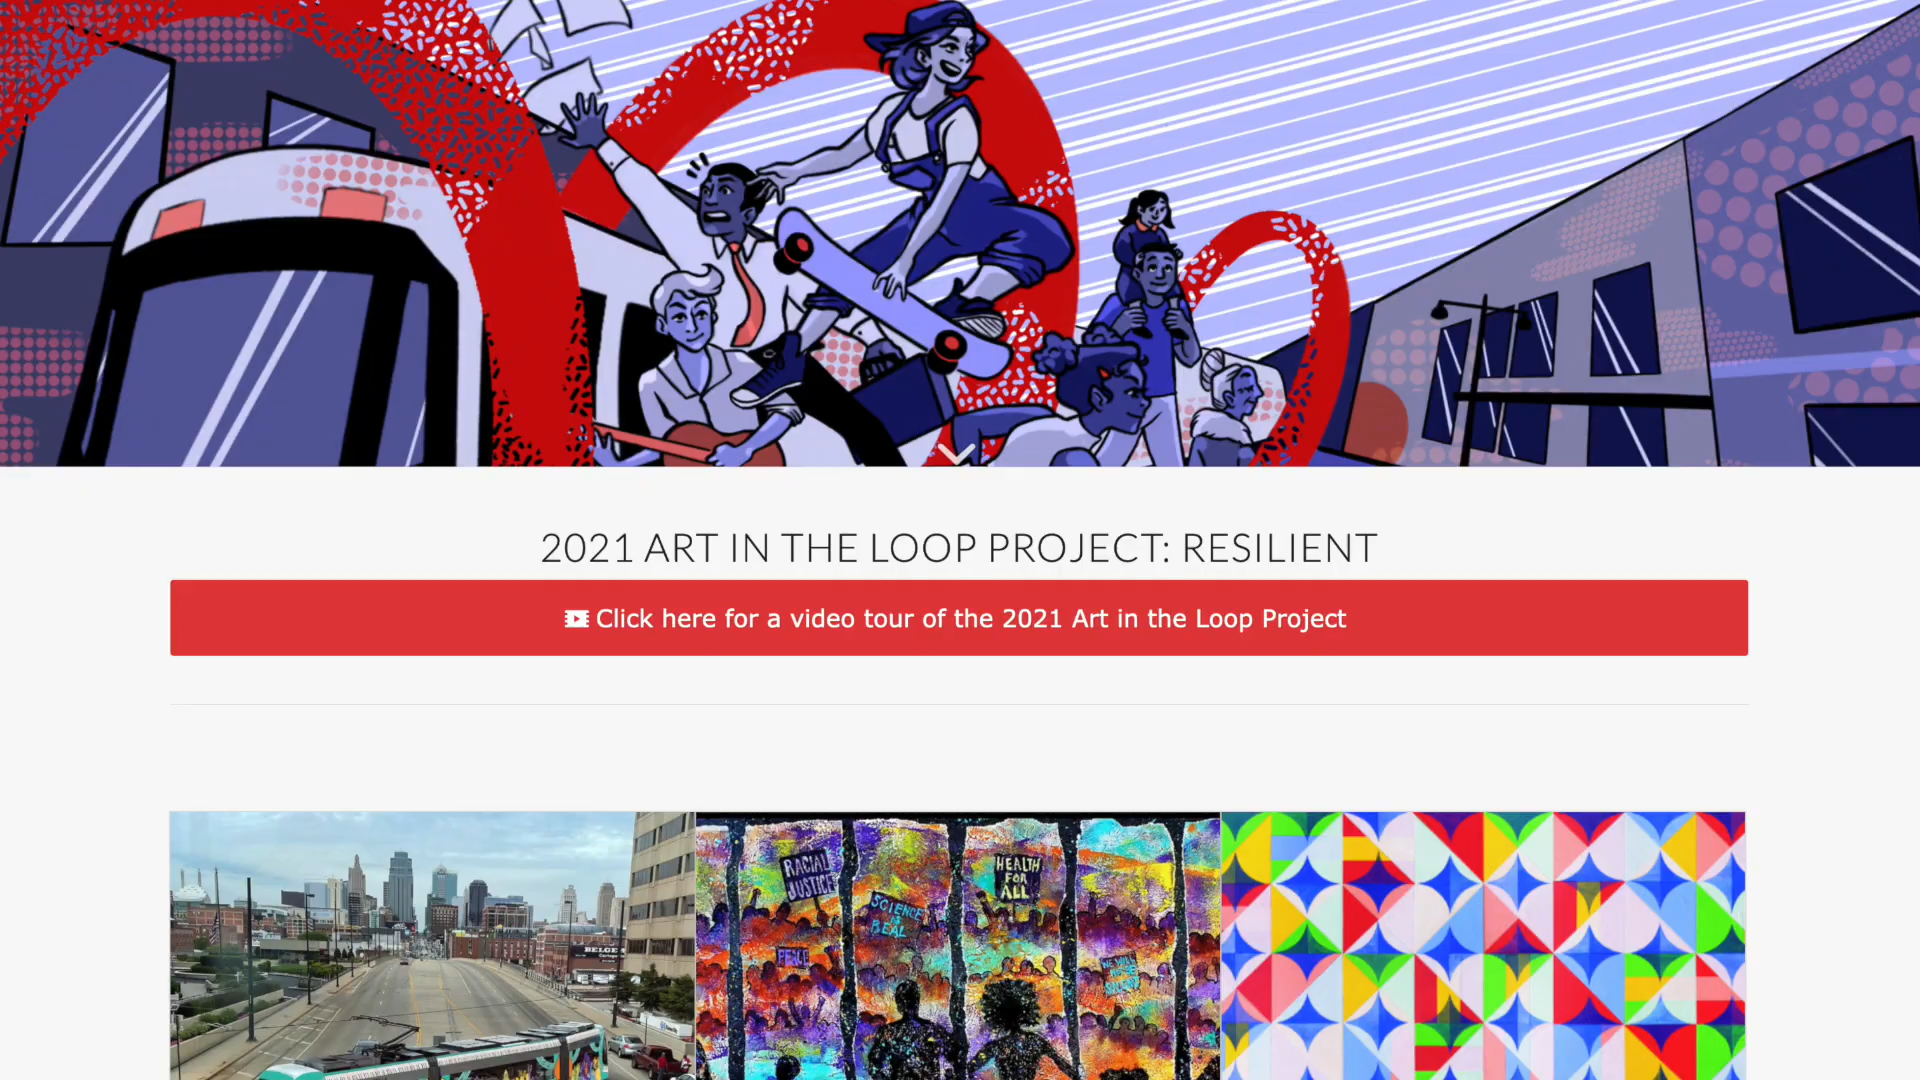 2021 ART IN THE LOOP PROJECT: RESILIENT
Click here for a video tour of the 2021 Art in the Loop Project
RACIAL
JUSTICE
HEALTH
FOR
ALL
SCIENCE
IS
REAL
BELGE